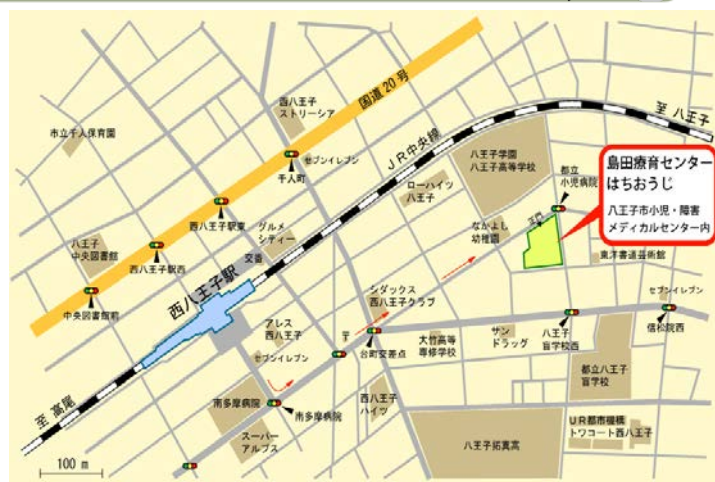 至 八王子
国道20号
西八王子
ストリーシア
市立千人保育園
セブンイレブン
千人町
JR中央線
八王子学園
八王子高等学校
都立
小児病院
島田療育センター
はちおうじ
八王子市小児・障害
メディカルセンター内
ローハイツ
八王子
西八王子駅東
グルメ
シティー
交番
なかよし
幼稚園
正門
八王子
中央図書館
西八王子駅西
東洋書道芸術館
西八王子駅
中央図書館前
シダックス
西八王子クラブ
セブンイレブン
アレス
西八王子
セブンイレブン
〒
台町交差点
大竹高等
専修学校
サン
ドラッグ
八王子
盲学校西
信松院西
都立八王子
盲学校
至 高尾
南多摩病院
南多摩病院
西八王子
ハイツ
スーパー
アルプス
八王子拓真高
UR都市機構
トワコート西八王子
100 m